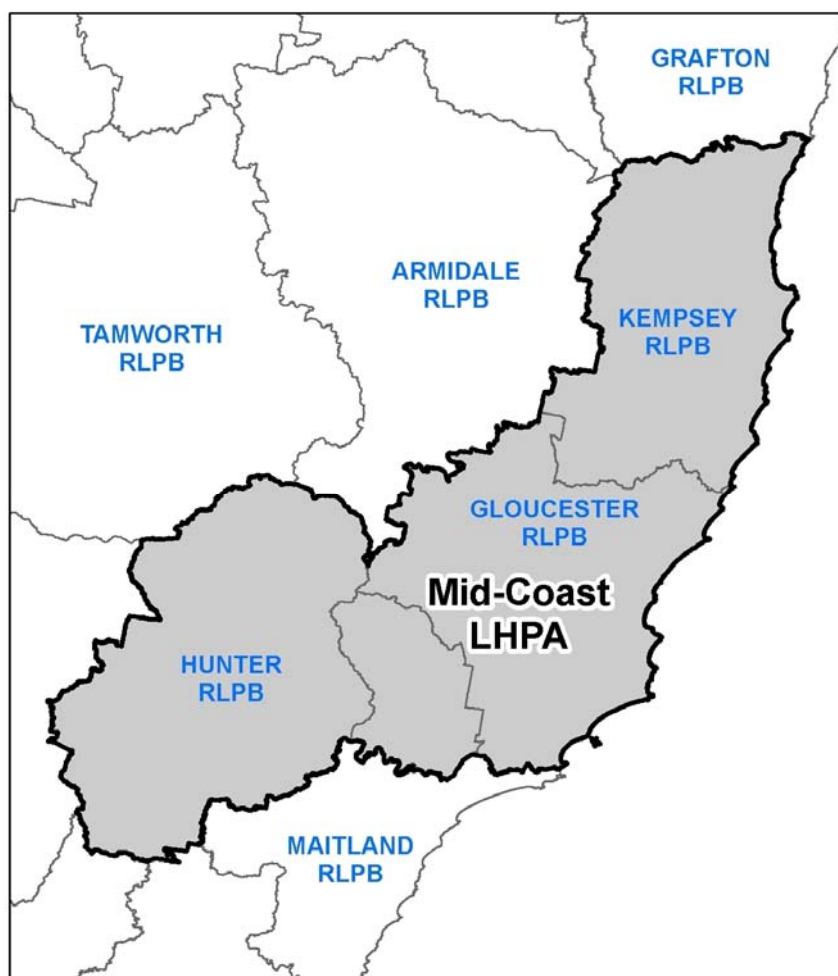 GRAFTON
RLPB
ARMIDALE
RLPB
KEMPSEY
RLPB
TAMWORTH
RLPB
GLOUCESTER
RLPB
Mid-Coast
LHPA
HUNTER
RLPB
MAITLAND
RLPB